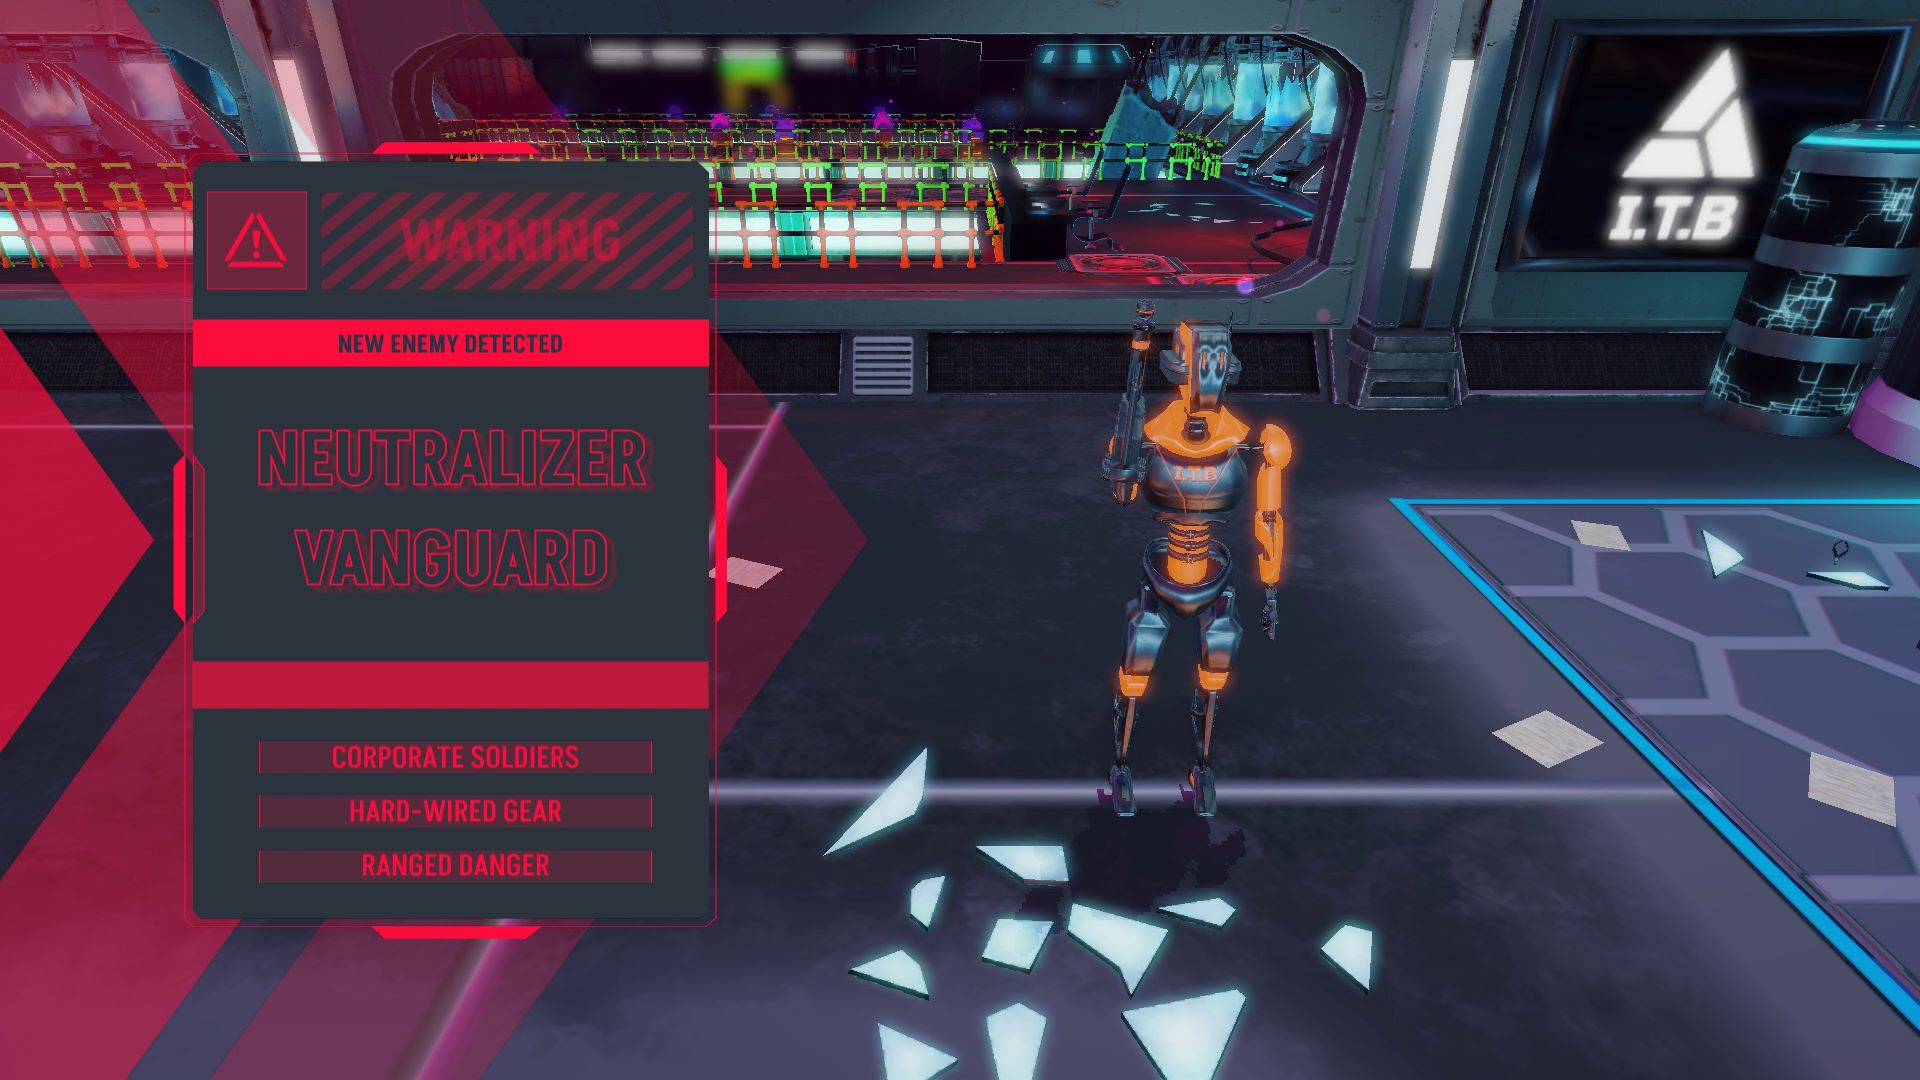 I.T.B
WARNING
NEW ENEMY DETECTED
NEUTRALIZER
VANGUARD
I.T.B
CORPORATE SOLDIERS
HARD-WIRED GEAR
RANGED DANGER